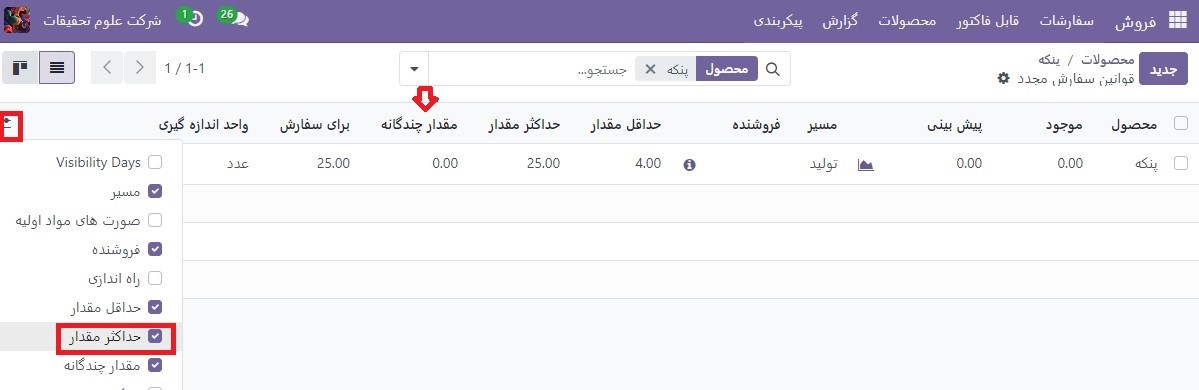 فروش سفارشات قابل فاکتور محصولات گزارش پیکربندی 26 1 شرکت علوم تحقیقات
جدید محصولات / پنکه محصول پنکه جستجو... 1 / 1-1
قوانین سفارش مجدد
محصول موجود پیش بینی مسیر فروشنده حداقل مقدار حداکثر مقدار مقدار چندگانه برای سفارش واحد اندازه گیری
پنکه 0.00 0.00 تولید 4.00 25.00 0.00 25.00 عدد
Visibility Days
مسیر
صورت های مواد اولیه
فروشنده
راه اندازی
حداقل مقدار
حداکثر مقدار
مقدار چندگانه